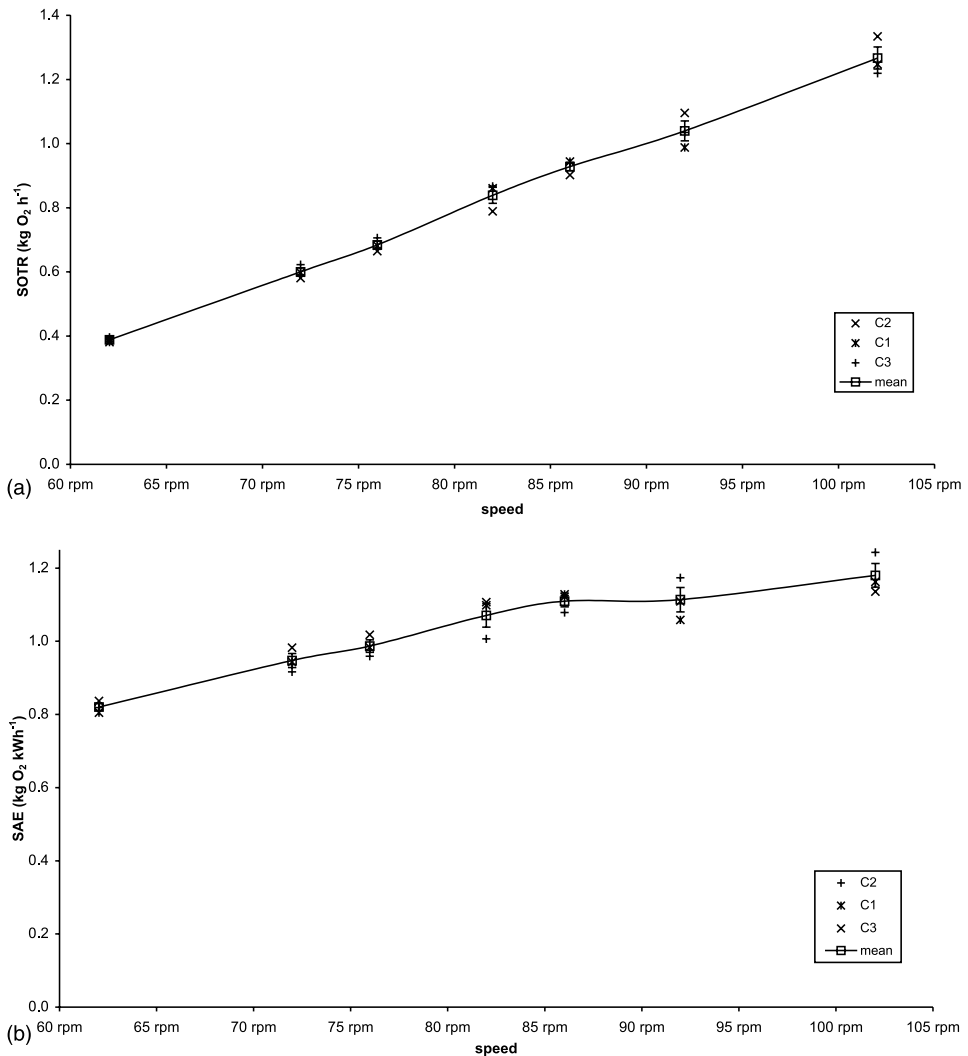 1.4
1.2
1.0
0.8
0.6
0.4
0.2
0.0
SOTR (kg O₂ h⁻¹)
C2
C1
C3
mean
60 rpm 65 rpm 70 rpm 75 rpm 80 rpm 85 rpm 90 rpm 95 rpm 100 rpm 105 rpm
(a)
speed
1.2
1.0
0.8
0.6
0.4
0.2
0.0
SAE (kg O₂ kWh⁻¹)
C2
C1
C3
mean
60 rpm 70 rpm 75 rpm 80 rpm 85 rpm 90 rpm 95 rpm 100 rpm 105 rpm
(b)
speed